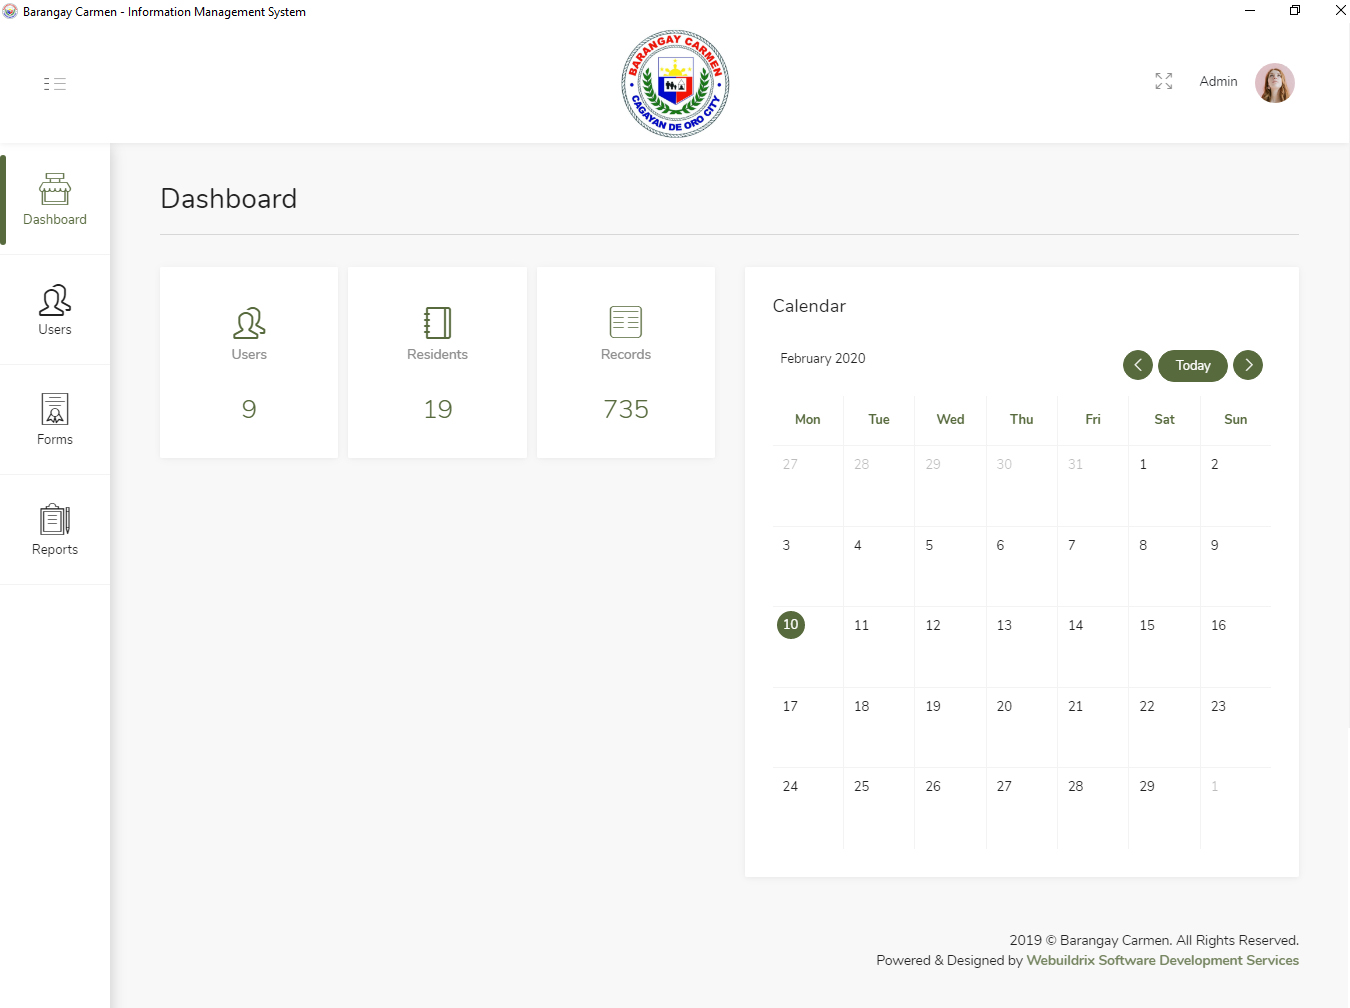 Barangay Carmen - Information Management System
BARANGAY CARMEN
CAGAYAN DE ORO CITY
Admin
Dashboard
Users
Forms
Reports
Dashboard
Users
9
Residents
19
Records
735
Calendar
February 2020
Today
Mon Tue Wed Thu Fri Sat Sun
27 28 29 30 31 1 2
3 4 5 6 7 8 9
10 11 12 13 14 15 16
17 18 19 20 21 22 23
24 25 26 27 28 29 1
2019 © Barangay Carmen. All Rights Reserved.
Powered & Designed by Webuildrix Software Development Services